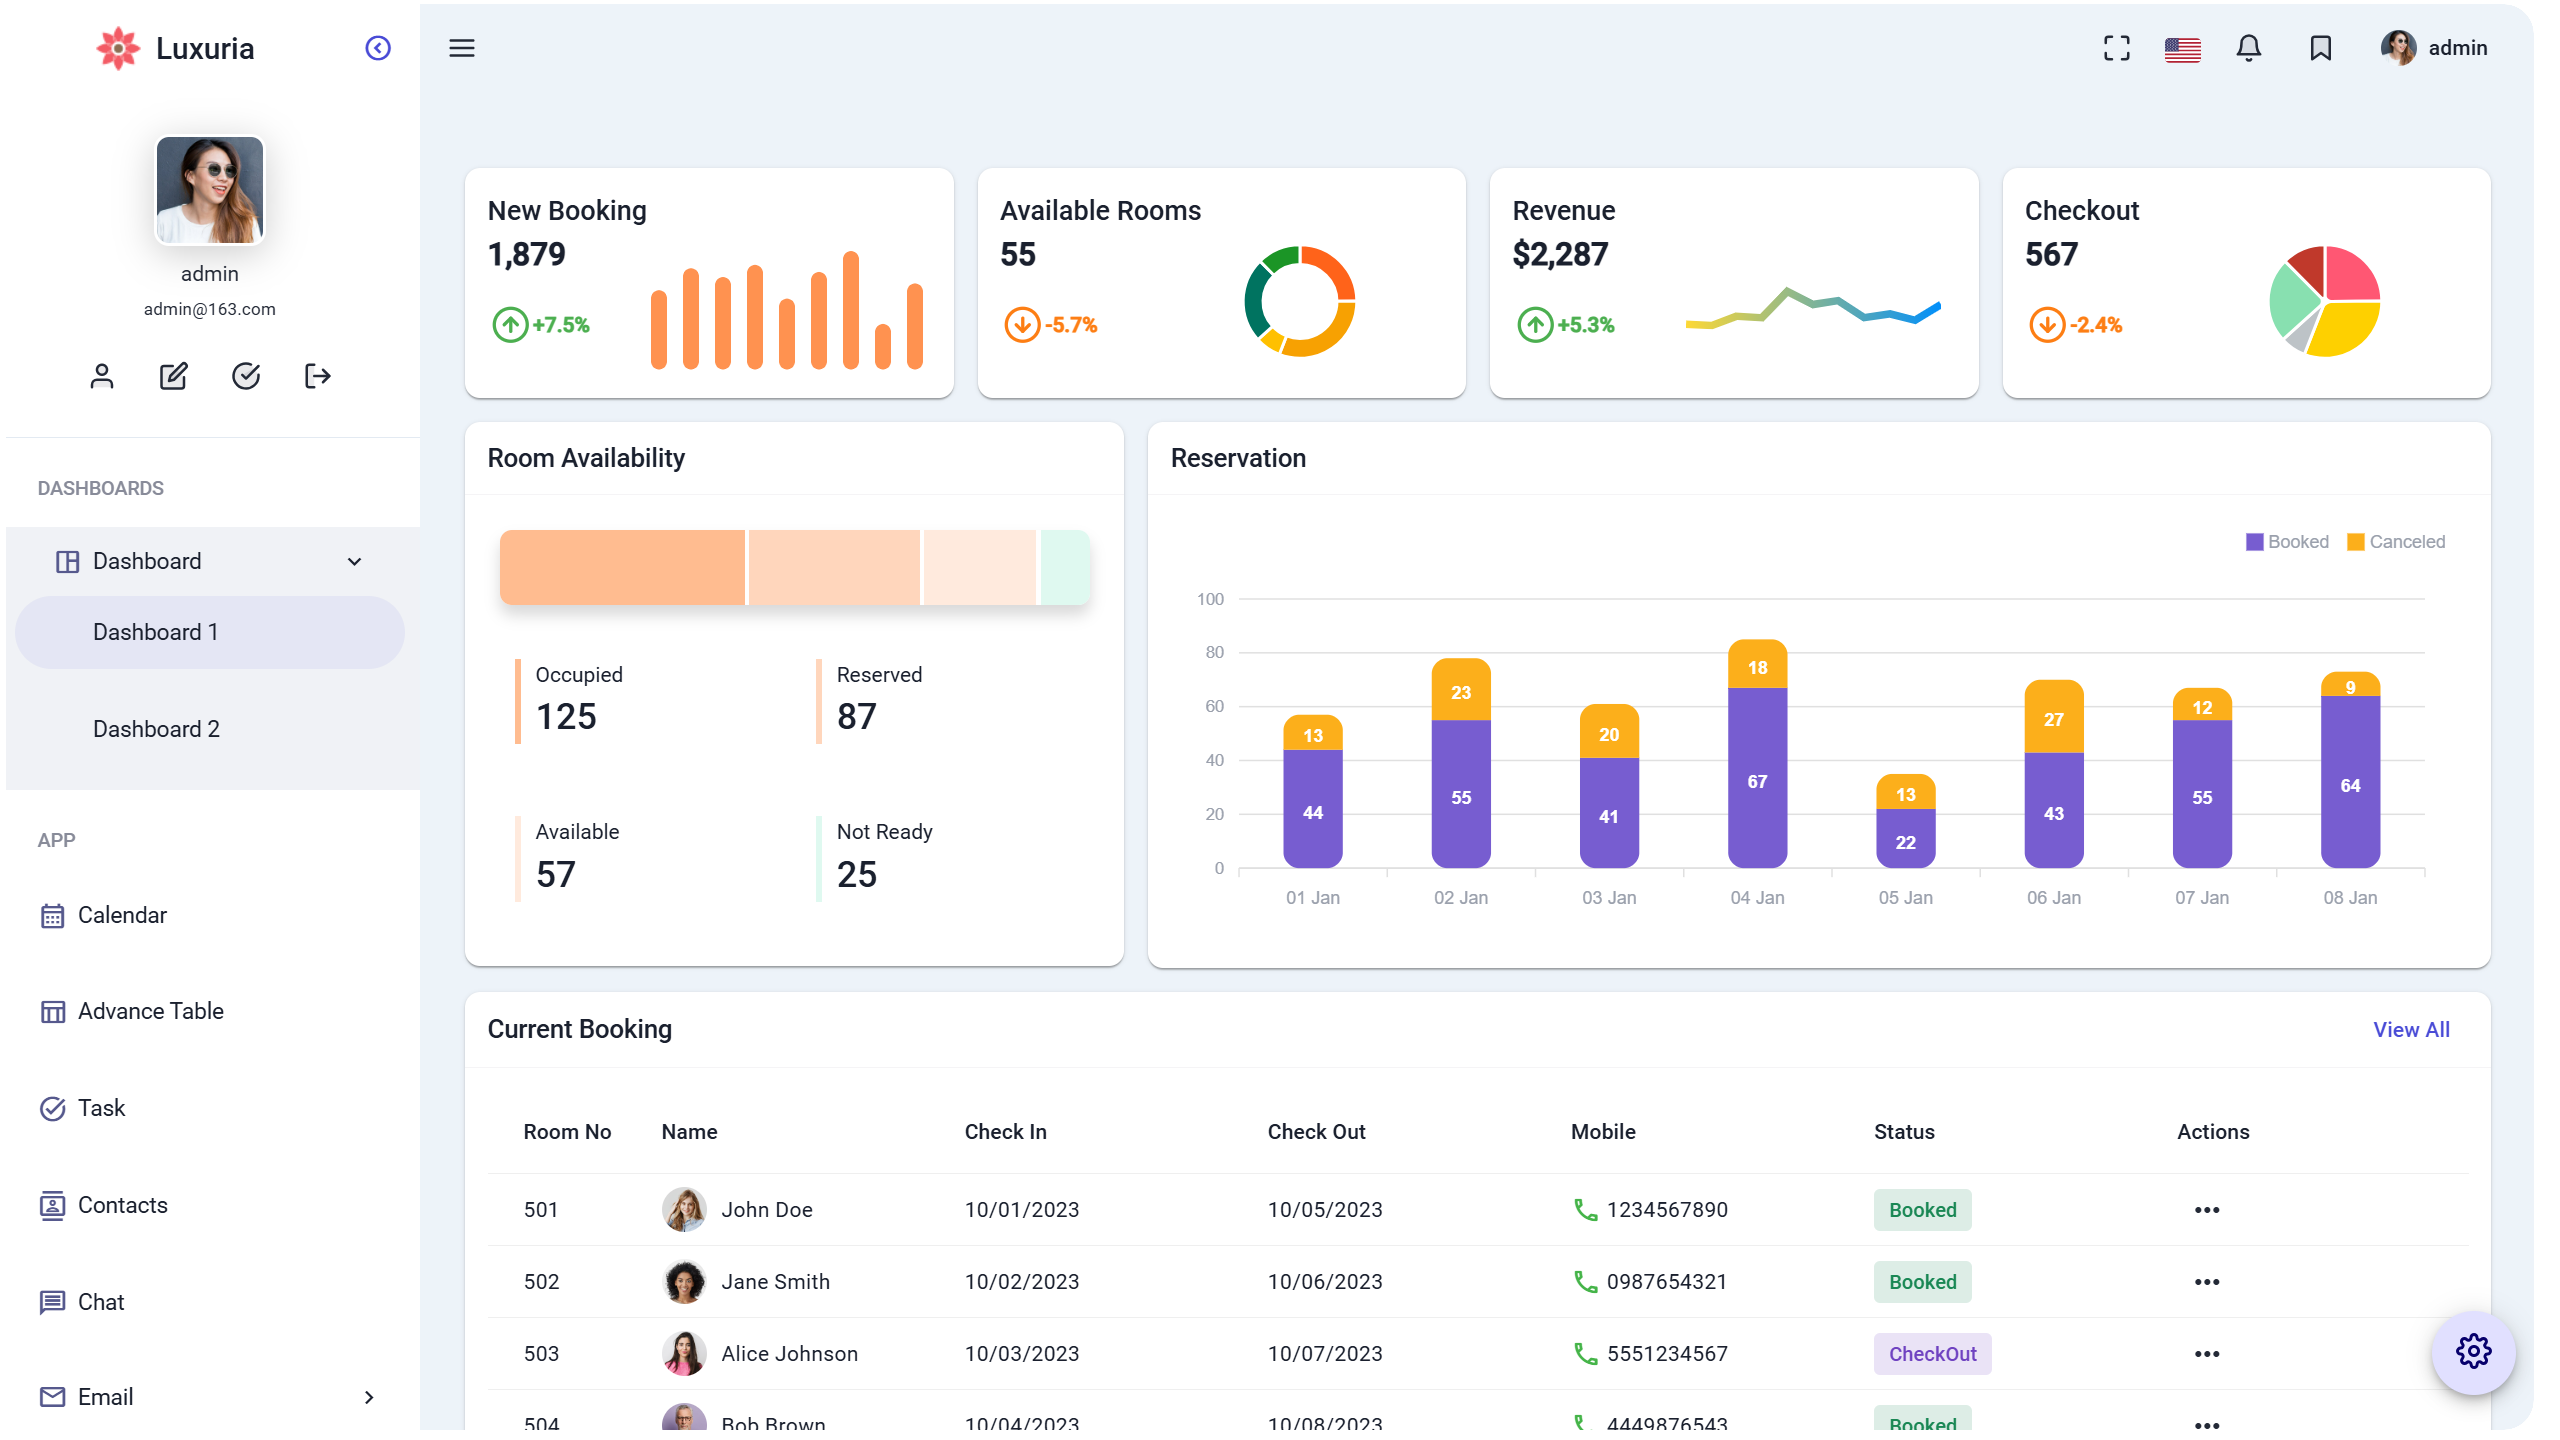 Luxuria
admin
admin
admin@163.com
DASHBOARDS
Dashboard
Dashboard 1
Dashboard 2
APP
Calendar
Advance Table
Task
Contacts
Chat
Email
New Booking
1,879
+7.5%
Available Rooms
55
-5.7%
Revenue
$2,287
+5.3%
Checkout
567
-2.4%
Room Availability
Occupied
125
Reserved
87
Available
57
Not Ready
25
Reservation
Booked Canceled
100
80
60
40
20
0
13 23 20 18 13 27 12 9
44 55 41 67 22 43 55 64
01 Jan 02 Jan 03 Jan 04 Jan 05 Jan 06 Jan 07 Jan 08 Jan
Current Booking
View All
Room No Name Check In Check Out Mobile Status Actions
501 John Doe 10/01/2023 10/05/2023 1234567890 Booked
502 Jane Smith 10/02/2023 10/06/2023 0987654321 Booked
503 Alice Johnson 10/03/2023 10/07/2023 5551234567 CheckOut
504 Bob Brown 10/04/2023 10/08/2023 4449876543 Booked